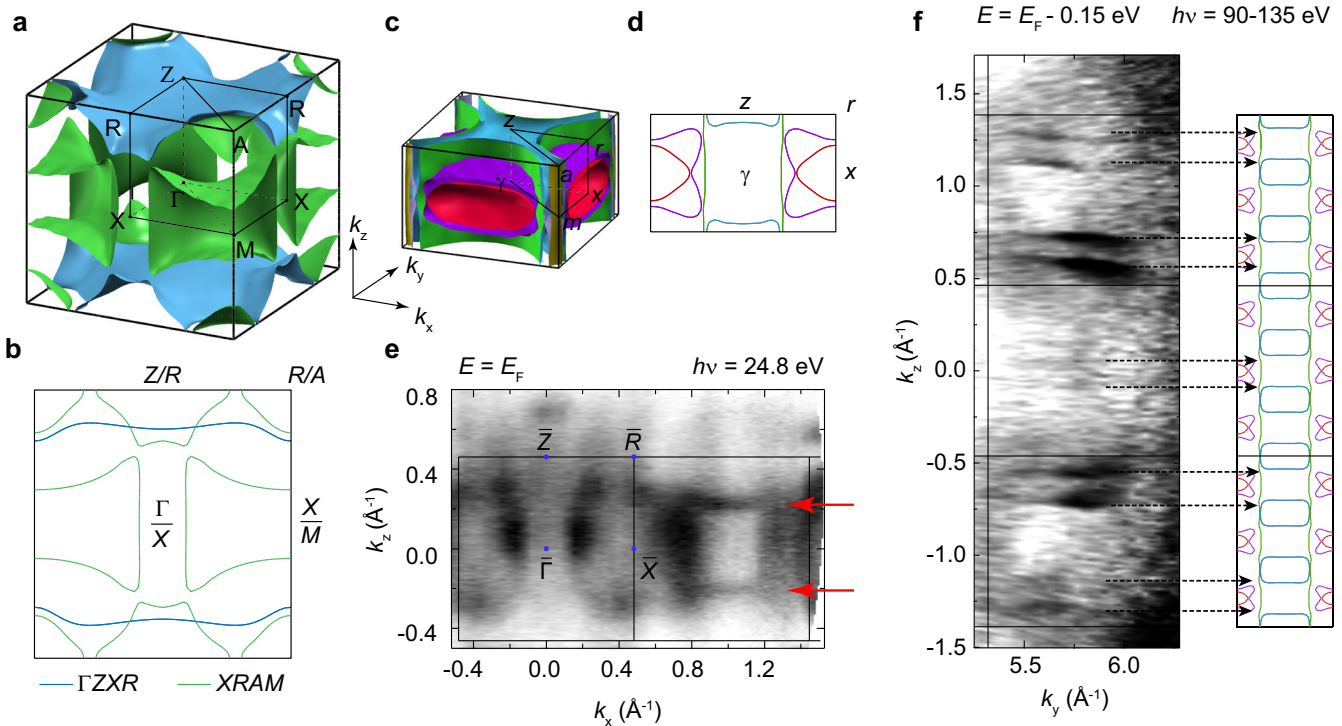 a
Z
R
R
A
Γ
X
X
M
k_z
k_y
k_x
b
Z/R
R/A
Γ
X
X
M
ΓZXR
XRAM
c
z
r
a
γ
x
m
d
z
r
γ
x
e
E = E_F
hν = 24.8 eV
0.8
0.4
0.0
-0.4
k_z (Å⁻¹)
Z̅
R̅
Γ̅
X̅
-0.4
0.0
0.4
0.8
1.2
k_x (Å⁻¹)
f
E = E_F - 0.15 eV
hν = 90-135 eV
1.5
1.0
0.5
0.0
-0.5
-1.0
-1.5
k_z (Å⁻¹)
5.5
6.0
k_y (Å⁻¹)